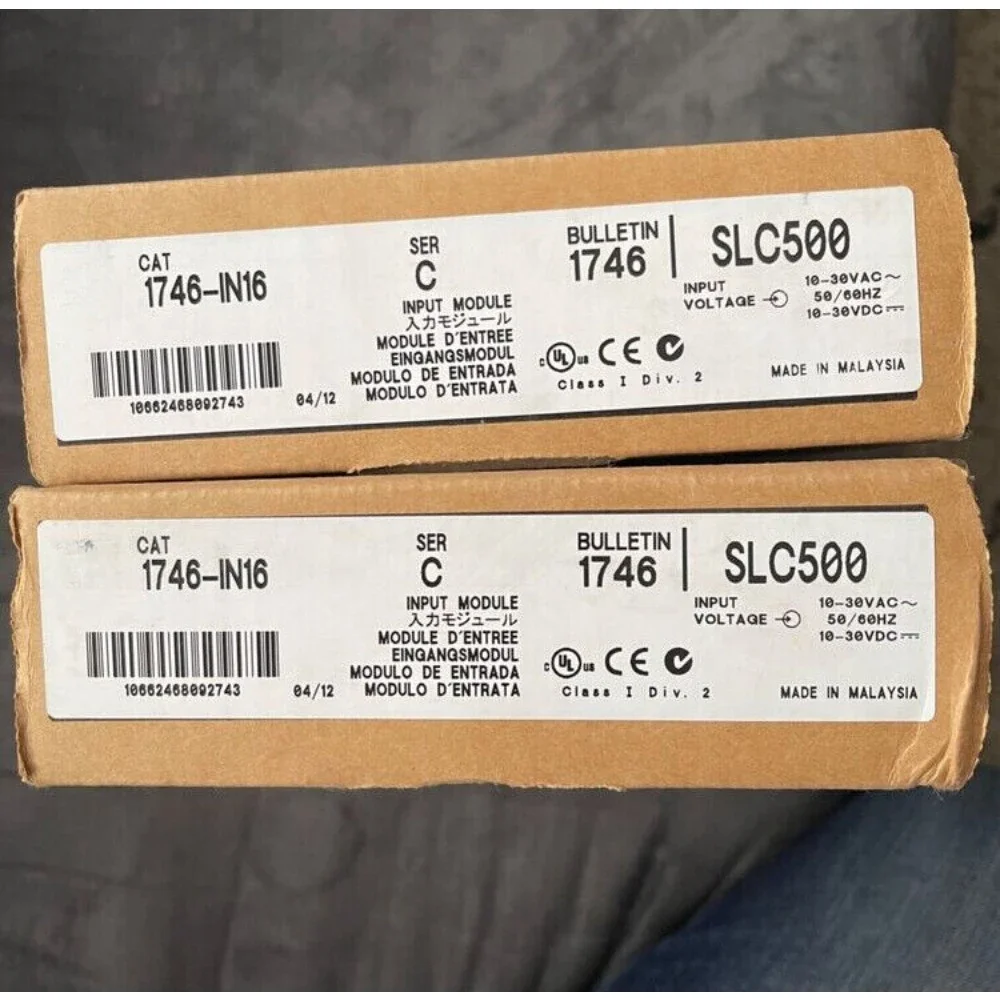 CAT
1746-IN16
SER
C
BULLETIN
1746
SLC500
INPUT MODULE
入力モジュール
MODULE D'ENTREE
EINGANGSMODUL
MODULO DE ENTRADA
MODULO D'ENTRATA
INPUT
VOLTAGE
10-30VAC~
50/60HZ
10-30VDC⎓
10662468092743
04/12
c UL us CE
Class I Div. 2
MADE IN MALAYSIA
CAT
1746-IN16
SER
C
BULLETIN
1746
SLC500
INPUT MODULE
入力モジュール
MODULE D'ENTREE
EINGANGSMODUL
MODULO DE ENTRADA
MODULO D'ENTRATA
INPUT
VOLTAGE
10-30VAC~
50/60HZ
10-30VDC⎓
10662468092743
04/12
c UL us CE
Class I Div. 2
MADE IN MALAYSIA